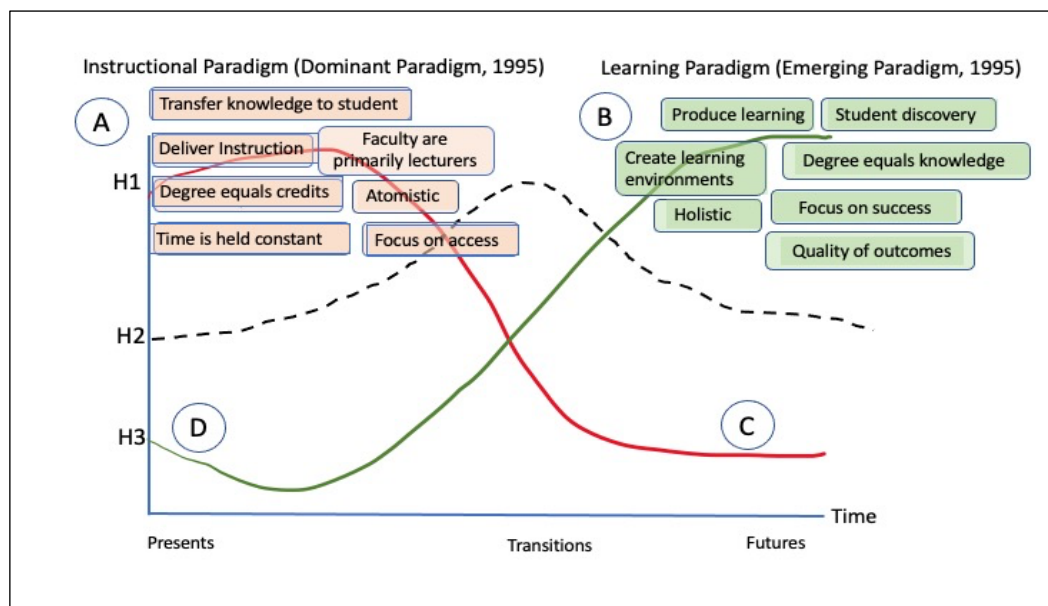 Instructional Paradigm (Dominant Paradigm, 1995)
Learning Paradigm (Emerging Paradigm, 1995)
A
Transfer knowledge to student
Deliver Instruction
Faculty are
primarily lecturers
Degree equals credits
Atomistic
Time is held constant
Focus on access
B
Produce learning
Student discovery
Create learning
environments
Degree equals knowledge
Holistic
Focus on success
Quality of outcomes
H1
H2
H3
D
C
Time
Presents
Transitions
Futures